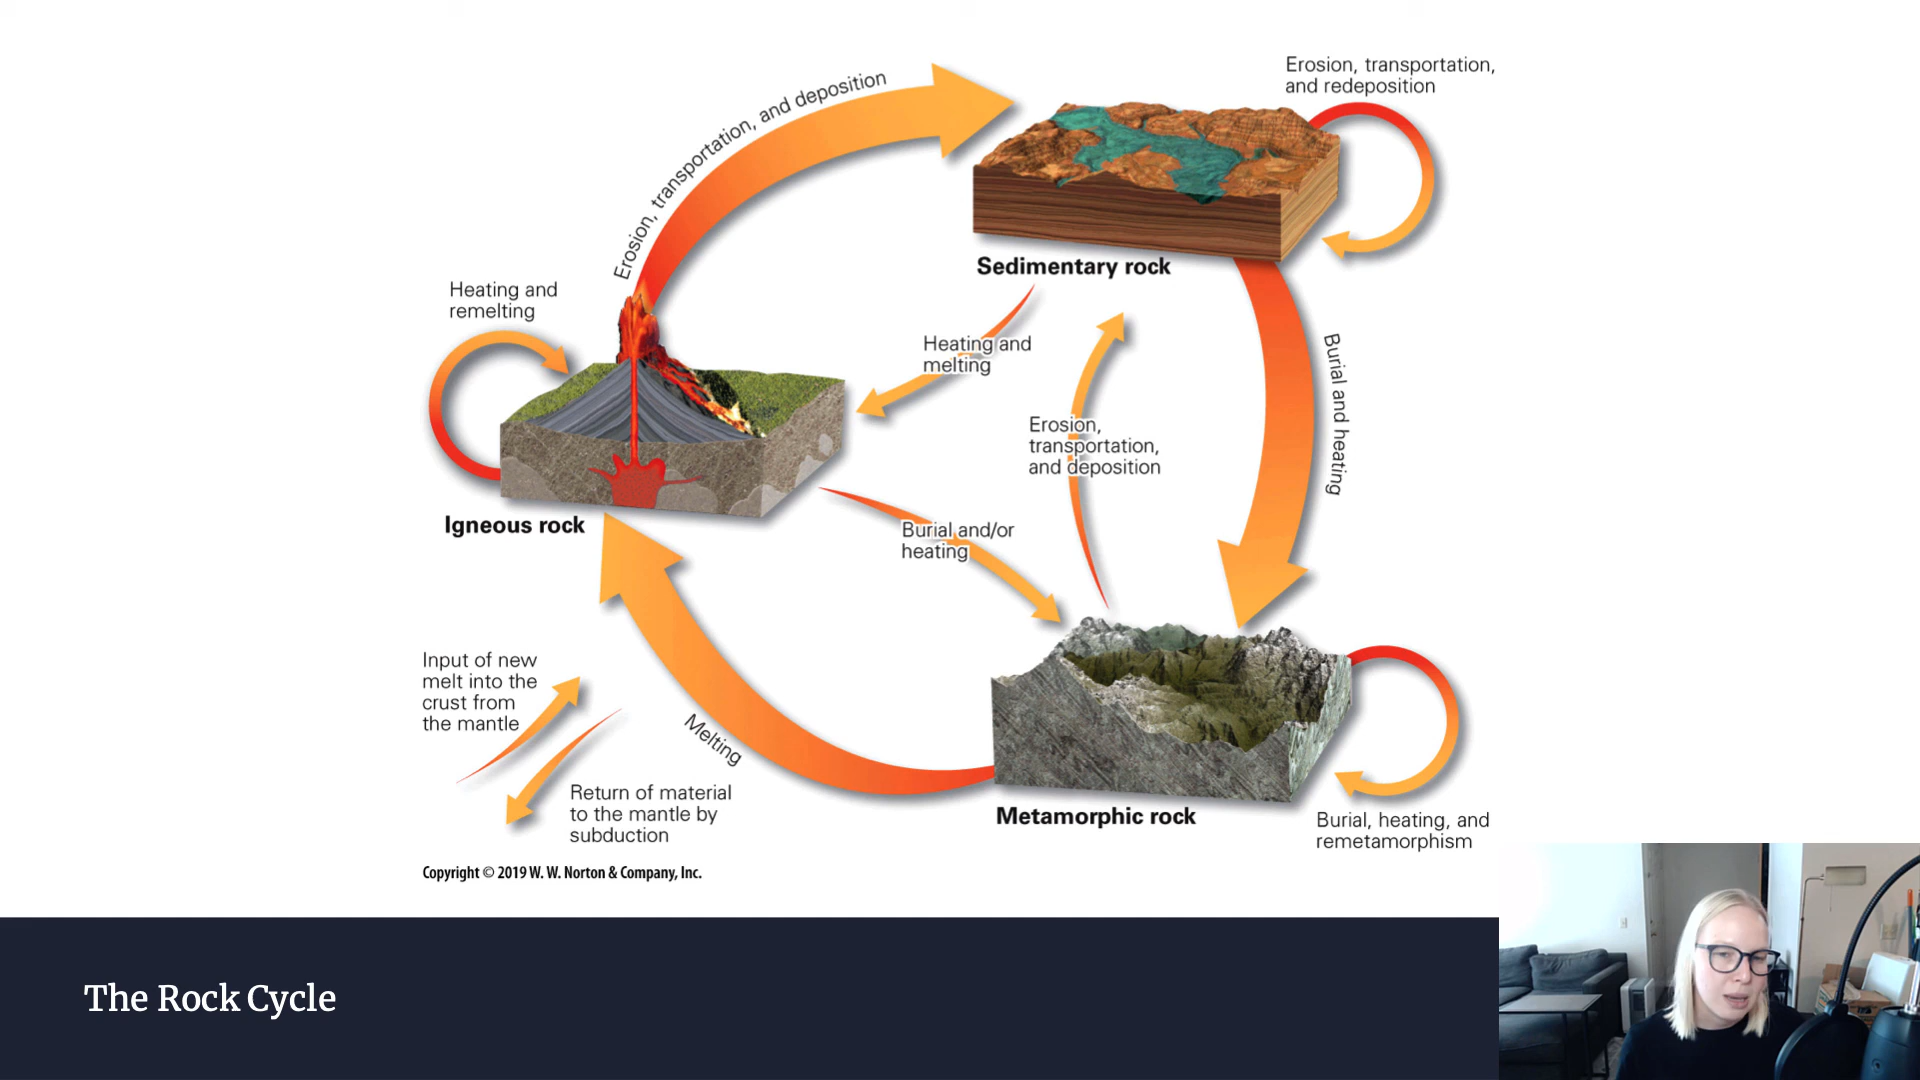 Erosion, transportation,
and redeposition
Erosion, transportation, and deposition
Sedimentary rock
Heating and
remelting
Heating and
melting
Burial and heating
Erosion,
transportation,
and deposition
Igneous rock
Burial and/or
heating
Input of new
melt into the
crust from
the mantle
Melting
Return of material
to the mantle by
subduction
Metamorphic rock
Burial, heating, and
remetamorphism
Copyright © 2019 W. W. Norton & Company, Inc.
The Rock Cycle